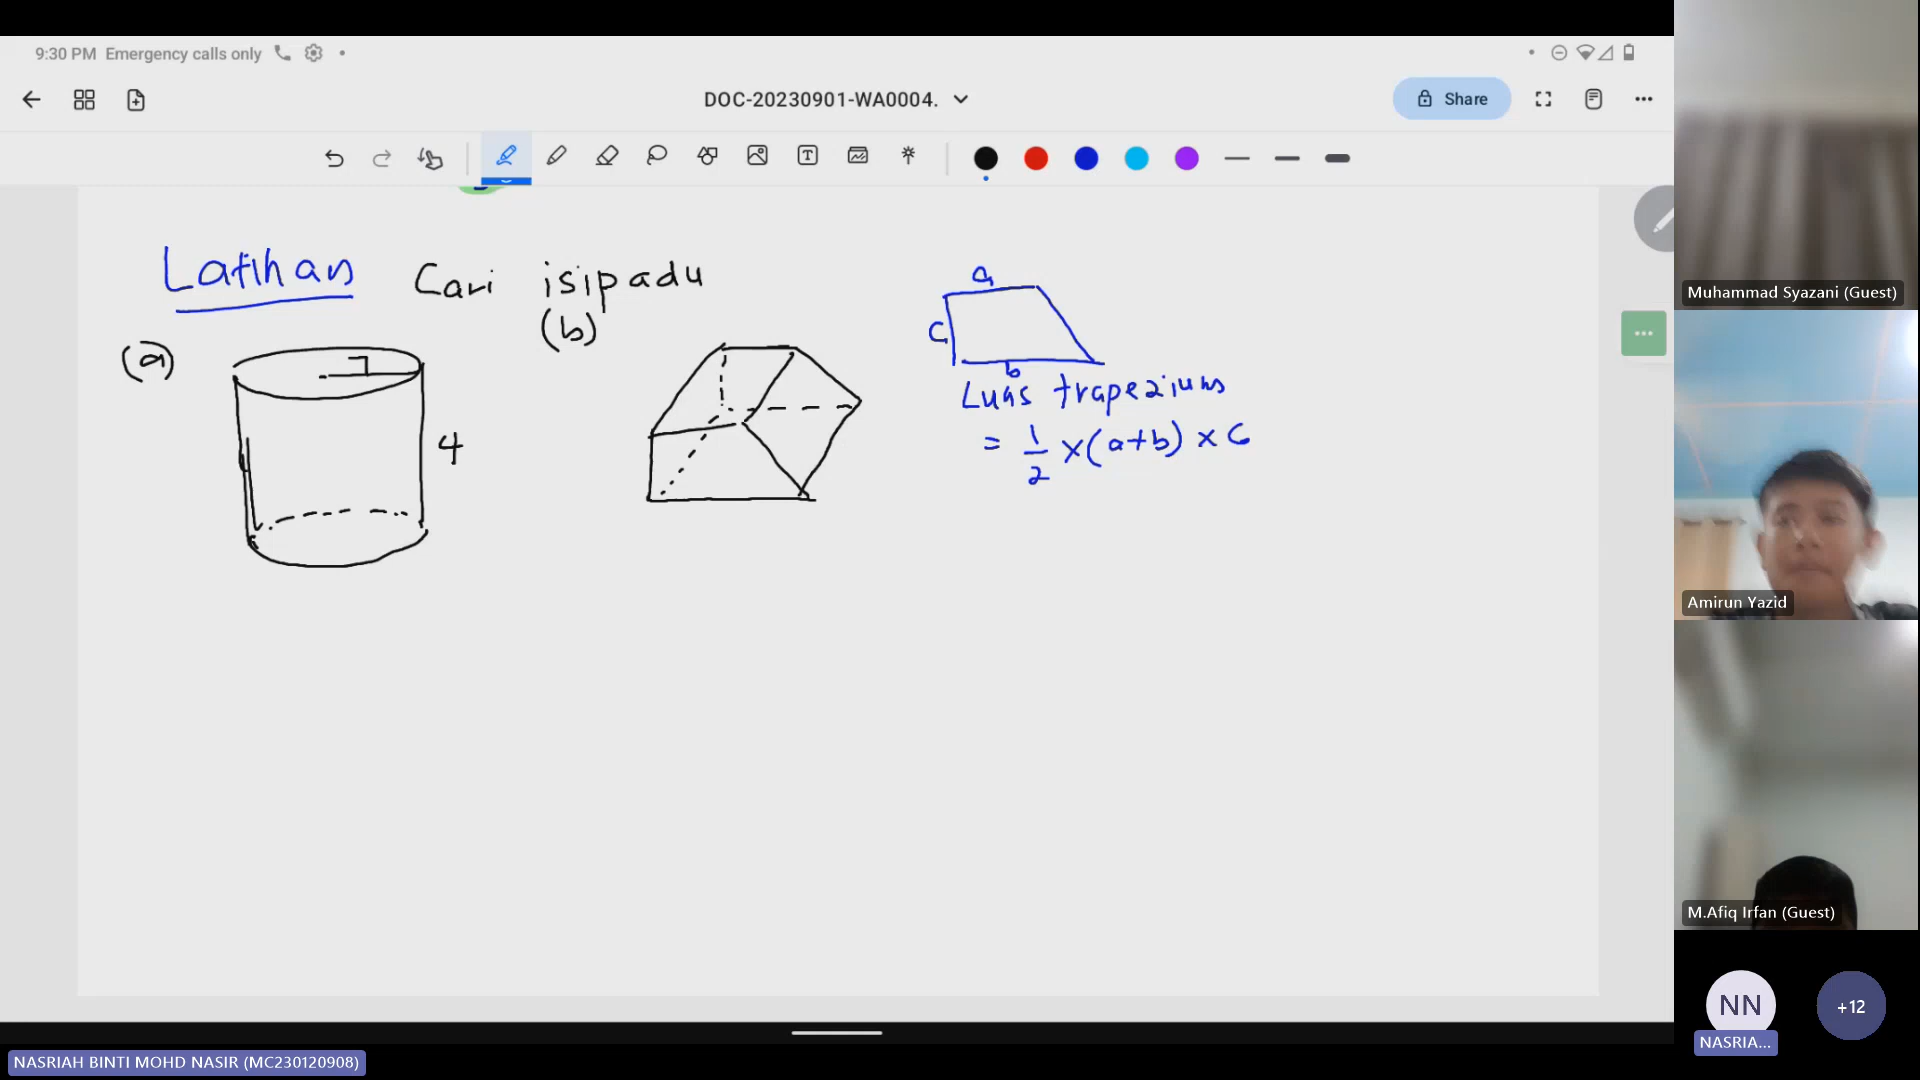 9:30 PM Emergency calls only
DOC-20230901-WA0004.
Share
Latihan Cari isipadu
(a)
7
4
(b)
a
c
b
Luas trapezium
= 1/2 × (a+b) × c
Muhammad Syazani (Guest)
Amirun Yazid
M.Afiq Irfan (Guest)
NN
NASRIA...
+12
NASRIAH BINTI MOHD NASIR (MC230120908)